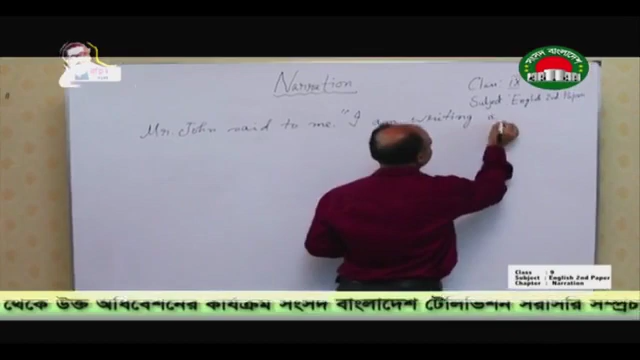 Narration
Class: 
Subject: English 2nd Paper
Mr. John said to me. "I am writing a
সংসদ বাংলাদেশ
Class : 9
Subject : English 2nd Paper
Chapter : Narration
থেকে উক্ত অধিবেশনের কার্যক্রম সংসদ বাংলাদেশ টেলিভিশন সরাসরি সম্প্রচ